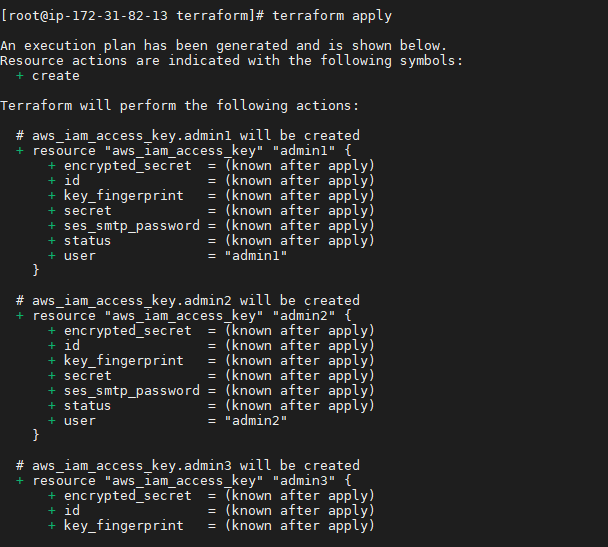 [root@ip-172-31-82-13 terraform]# terraform apply
An execution plan has been generated and is shown below.
Resource actions are indicated with the following symbols:
  + create
Terraform will perform the following actions:
  # aws_iam_access_key.admin1 will be created
  + resource "aws_iam_access_key" "admin1" {
      + encrypted_secret  = (known after apply)
      + id                = (known after apply)
      + key_fingerprint   = (known after apply)
      + secret            = (known after apply)
      + ses_smtp_password = (known after apply)
      + status            = (known after apply)
      + user              = "admin1"
    }
  # aws_iam_access_key.admin2 will be created
  + resource "aws_iam_access_key" "admin2" {
      + encrypted_secret  = (known after apply)
      + id                = (known after apply)
      + key_fingerprint   = (known after apply)
      + secret            = (known after apply)
      + ses_smtp_password = (known after apply)
      + status            = (known after apply)
      + user              = "admin2"
    }
  # aws_iam_access_key.admin3 will be created
  + resource "aws_iam_access_key" "admin3" {
      + encrypted_secret  = (known after apply)
      + id                = (known after apply)
      + key_fingerprint   = (known after apply)